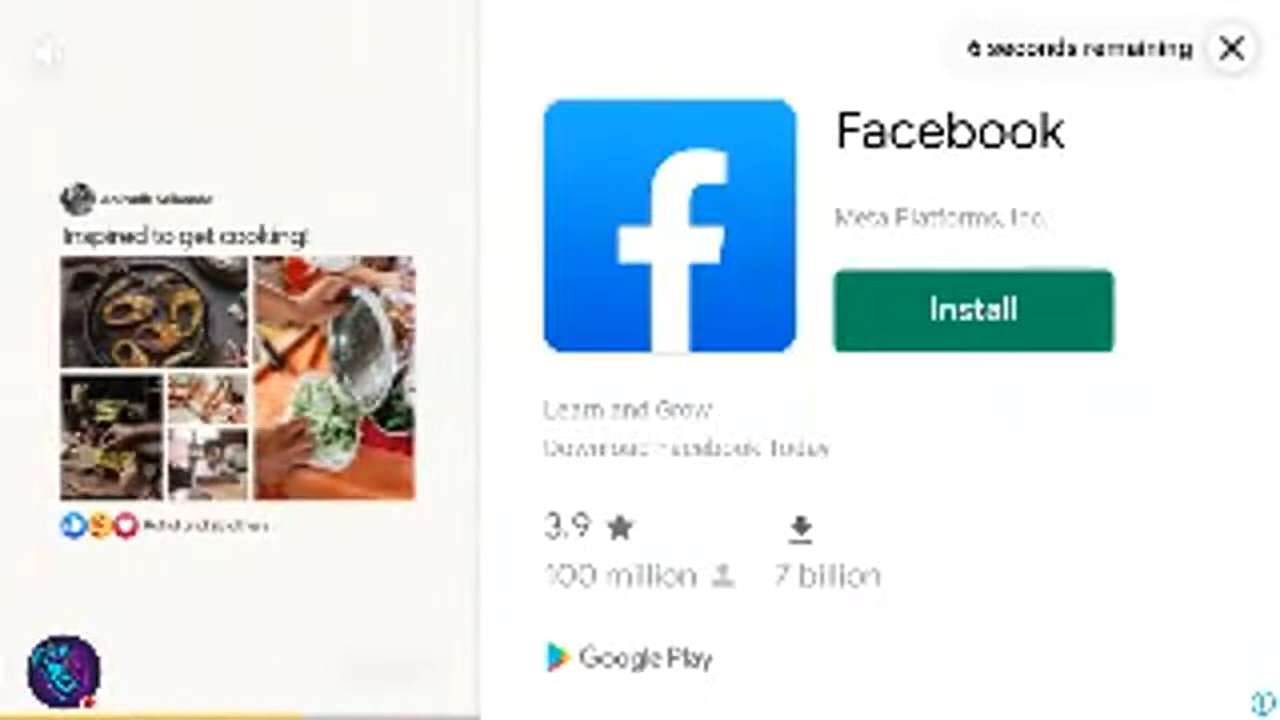 6 seconds remaining
Facebook
Meta Platforms, Inc.
Install
Inspired to get cooking!
Learn and Grow
Download Facebook Today
3.9
100 million
7 billion
Google Play